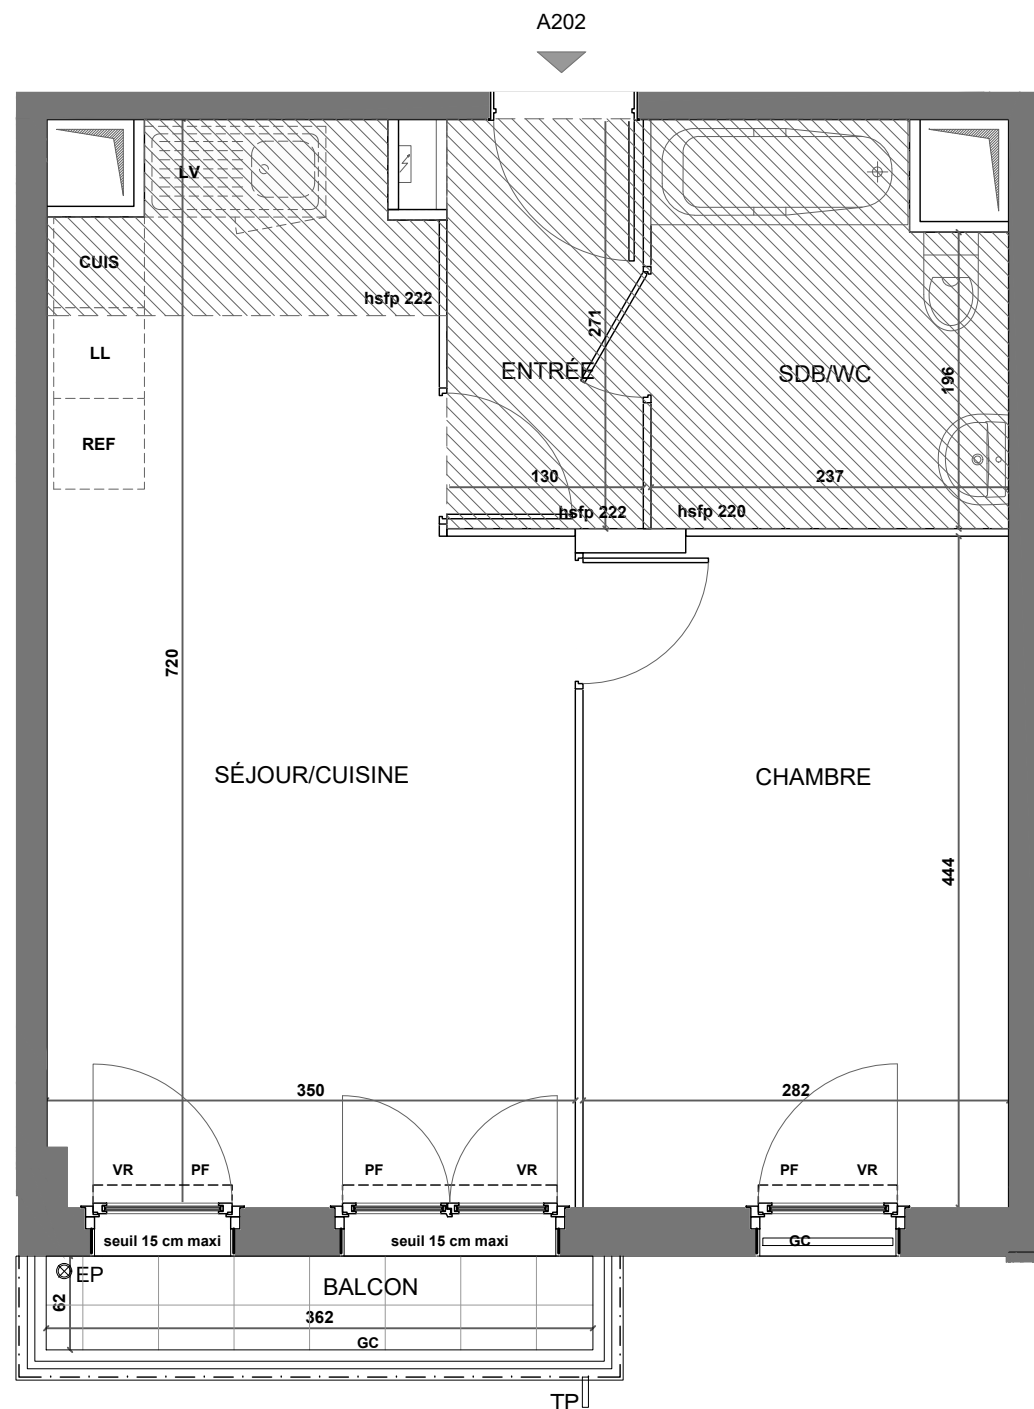 A202
LV
CUIS
hsfp 222
LL
REF
ENTRÉE
271
SDB/WC
196
130
237
hsfp 222
hsfp 220
720
SÉJOUR/CUISINE
CHAMBRE
444
350
282
VR
PF
PF
VR
PF
VR
seuil 15 cm maxi
seuil 15 cm maxi
GC
EP
BALCON
62
362
GC
TP